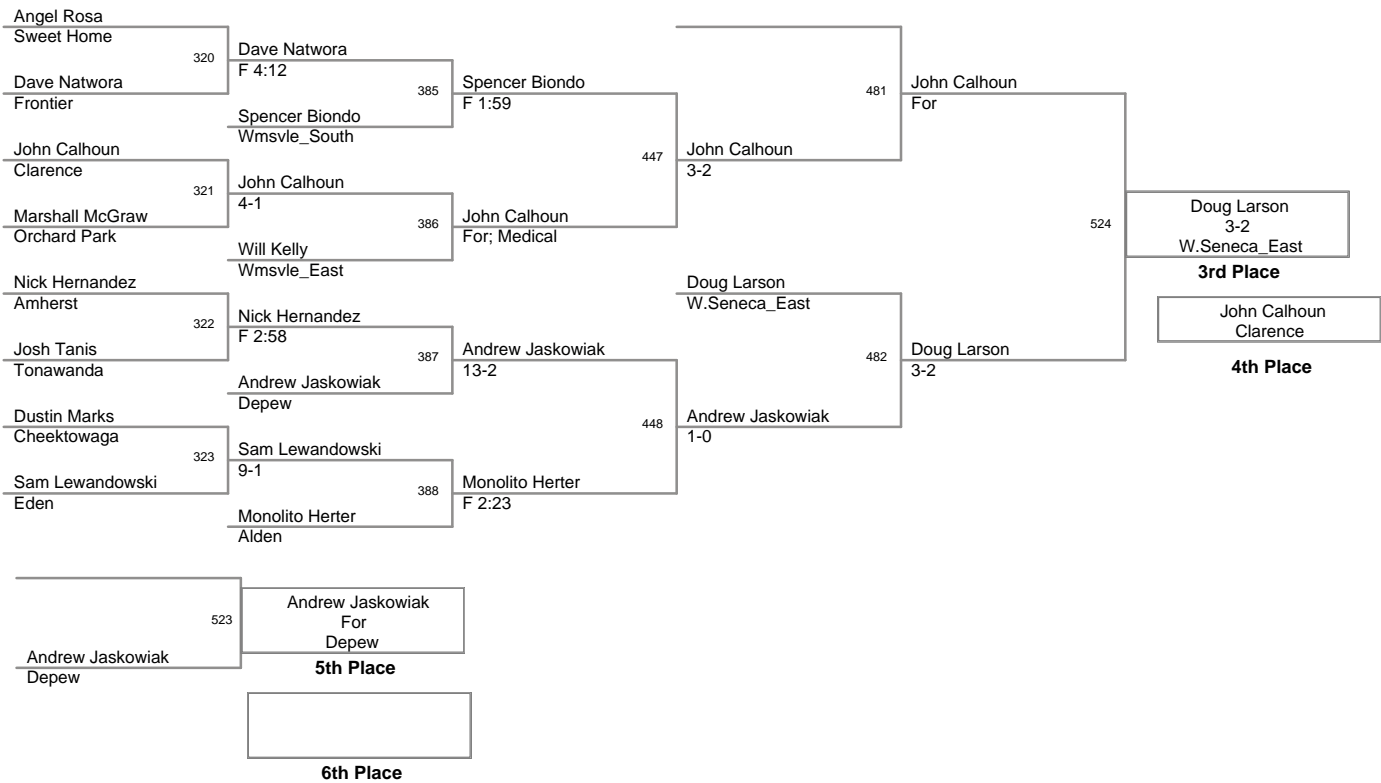 Angel Rosa
Sweet Home
320
Dave Natwora
Frontier
John Calhoun
Clarence
321
Marshall McGraw
Orchard Park
Nick Hernandez
Amherst
322
Josh Tanis
Tonawanda
Dustin Marks
Cheektowaga
323
Sam Lewandowski
Eden
Dave Natwora
F 4:12
385
Spencer Biondo
Wmsvle_South
John Calhoun
4-1
386
Will Kelly
Wmsvle_East
Nick Hernandez
F 2:58
387
Andrew Jaskowiak
Depew
Sam Lewandowski
9-1
388
Monolito Herter
Alden
Spencer Biondo
F 1:59
447
John Calhoun
For; Medical
Andrew Jaskowiak
13-2
448
Monolito Herter
F 2:23
481
John Calhoun
3-2
Doug Larson
W.Seneca_East
482
Andrew Jaskowiak
1-0
John Calhoun
For
524
Doug Larson
3-2
Doug Larson
3-2
W.Seneca_East
3rd Place
John Calhoun
Clarence
4th Place
523
Andrew Jaskowiak
Depew
Andrew Jaskowiak
For
Depew
5th Place
6th Place